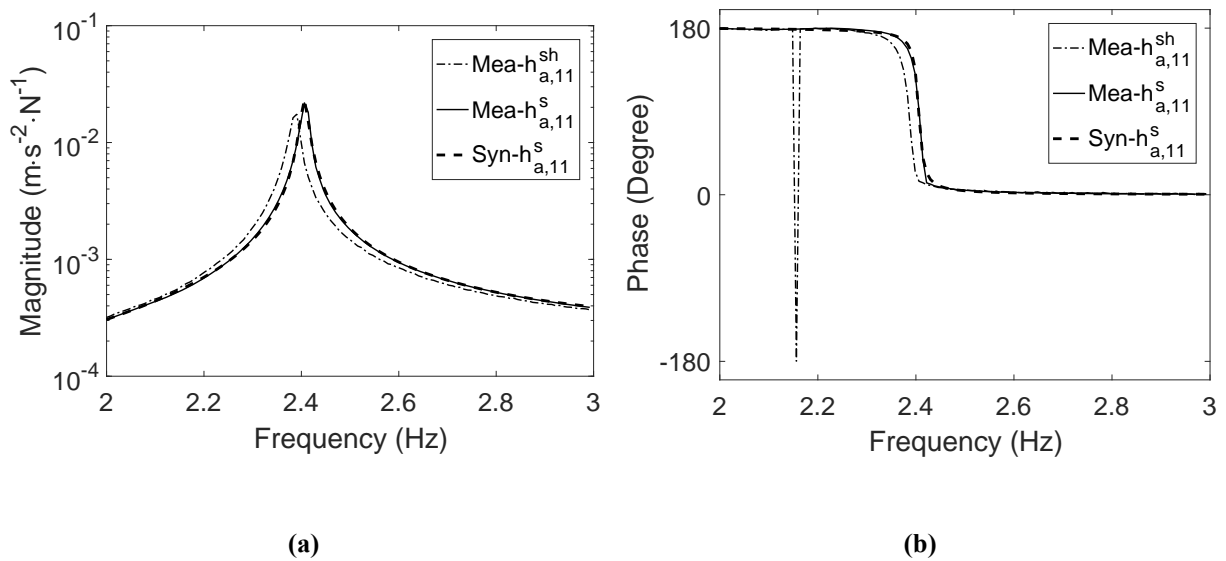 10^-1
10^-2
10^-3
10^-4
Magnitude (m·s^-2·N^-1)
2 2.2 2.4 2.6 2.8 3
Frequency (Hz)
Mea-h^sh_a,11
Mea-h^s_a,11
Syn-h^s_a,11
(a)
180
0
-180
Phase (Degree)
2 2.2 2.4 2.6 2.8 3
Frequency (Hz)
Mea-h^sh_a,11
Mea-h^s_a,11
Syn-h^s_a,11
(b)